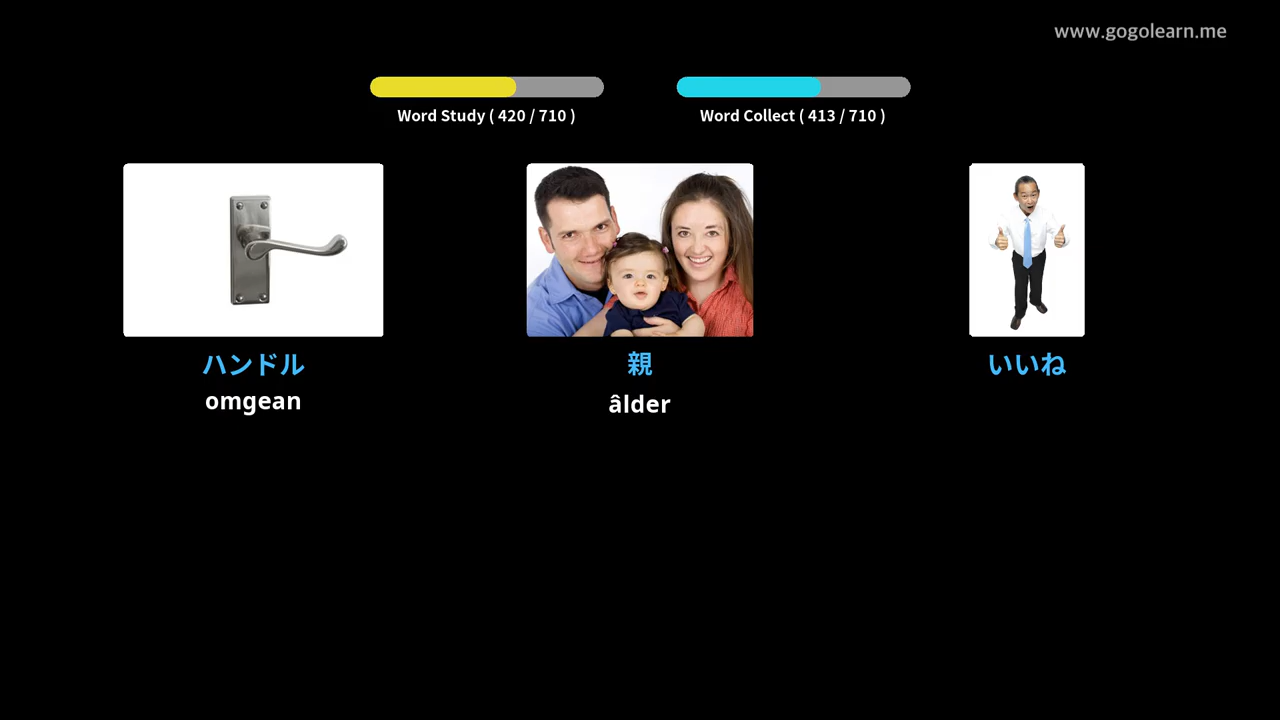 www.gogolearn.me
Word Study ( 420 / 710 )
Word Collect ( 413 / 710 )
ハンドル
親
いいね
omgean
âlder